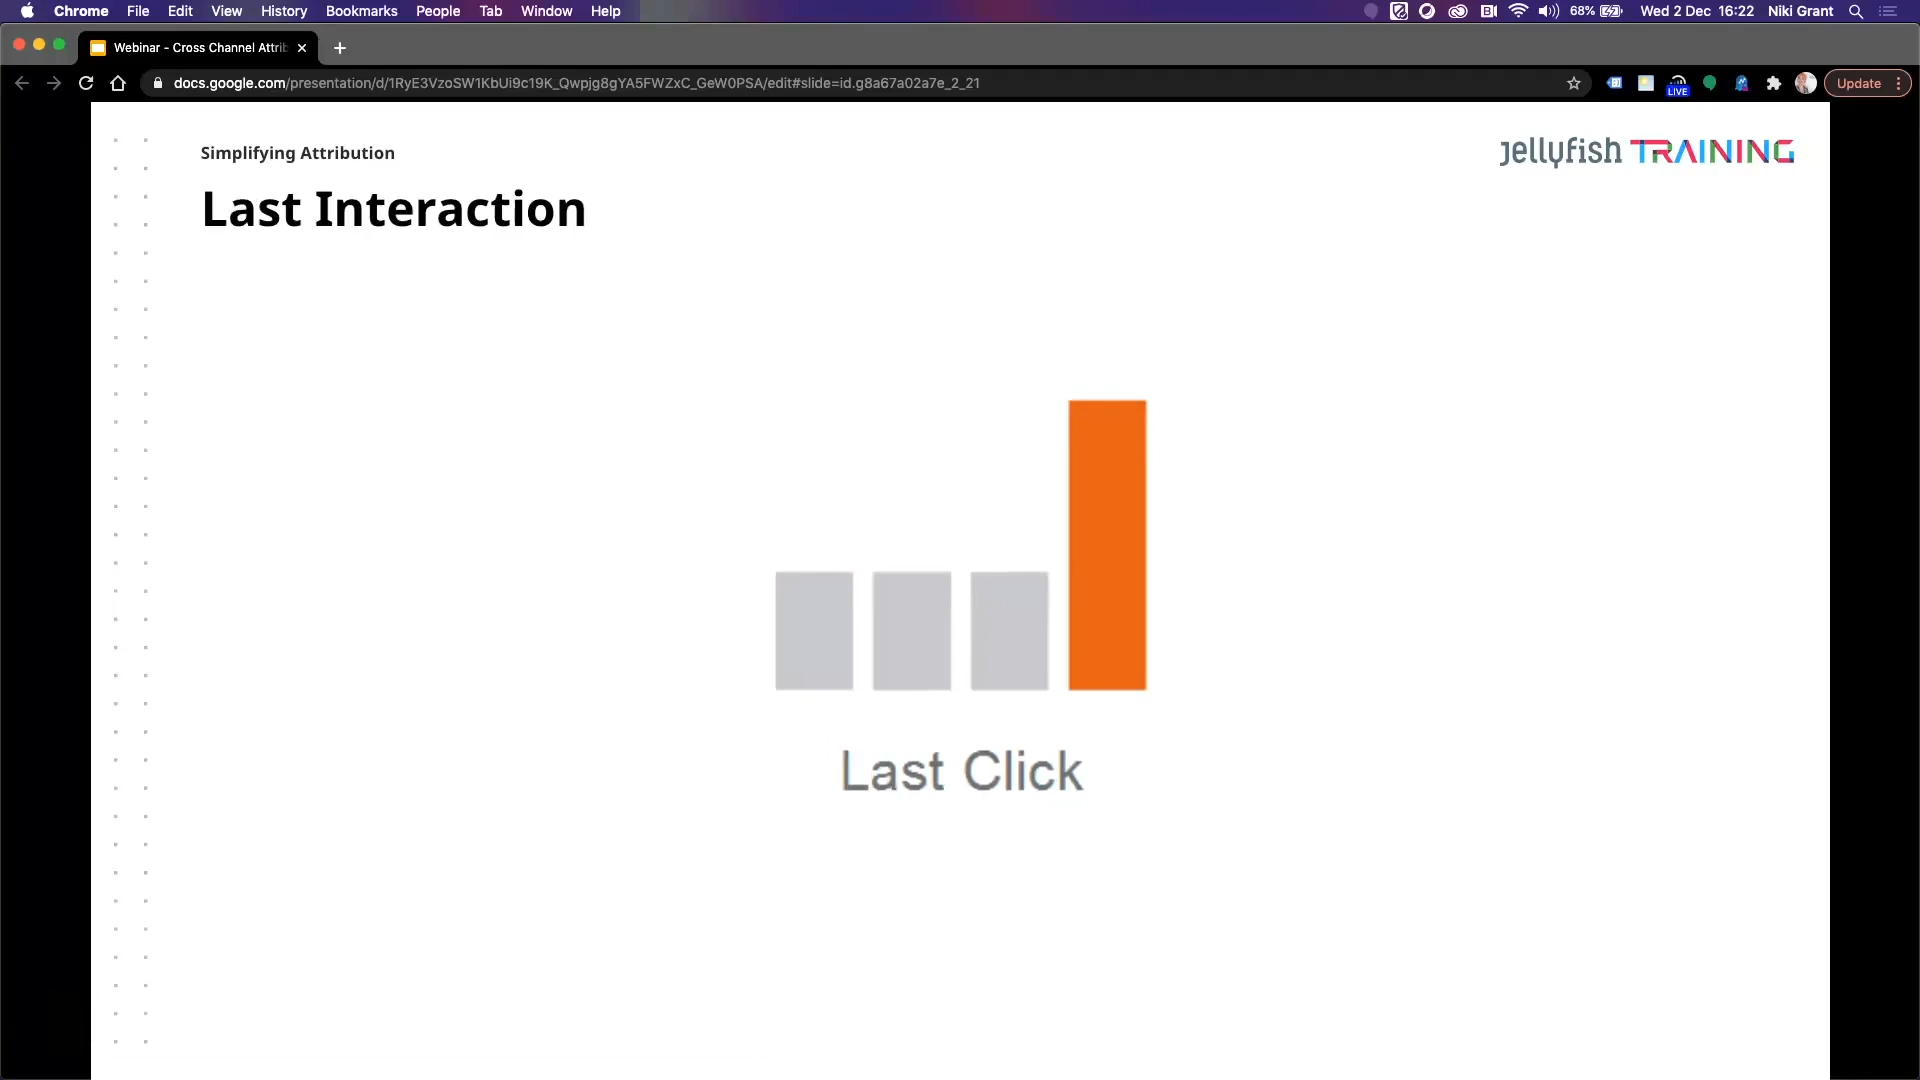 Chrome File Edit View History Bookmarks People Tab Window Help 68% Wed 2 Dec 16:22 Niki Grant
Webinar - Cross Channel Attrib
docs.google.com/presentation/d/1RyE3VzoSW1KbUi9c19K_Qwpjg8gYA5FWZxC_GeW0PSA/edit#slide=id.g8a67a02a7e_2_21 LIVE Update
Simplifying Attribution
jellyfish TRAINING
Last Interaction
Last Click